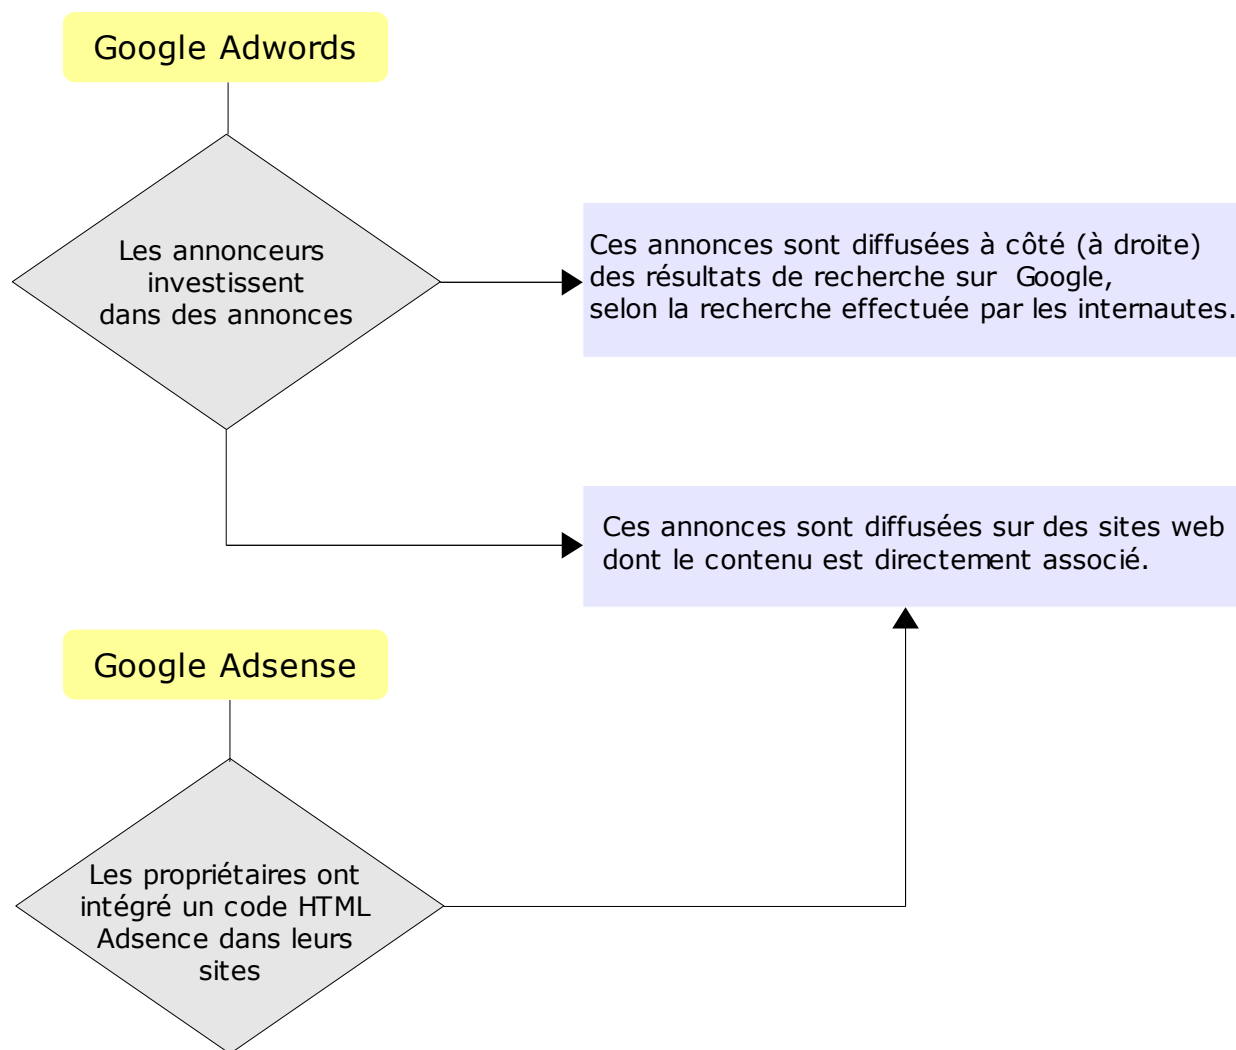 Google Adwords
Les annonceurs
investissent
dans des annonces
Ces annonces sont diffusées à côté (à droite)
des résultats de recherche sur Google,
selon la recherche effectuée par les internautes.
Ces annonces sont diffusées sur des sites web
dont le contenu est directement associé.
Google Adsense
Les propriétaires ont
intégré un code HTML
Adsence dans leurs
sites